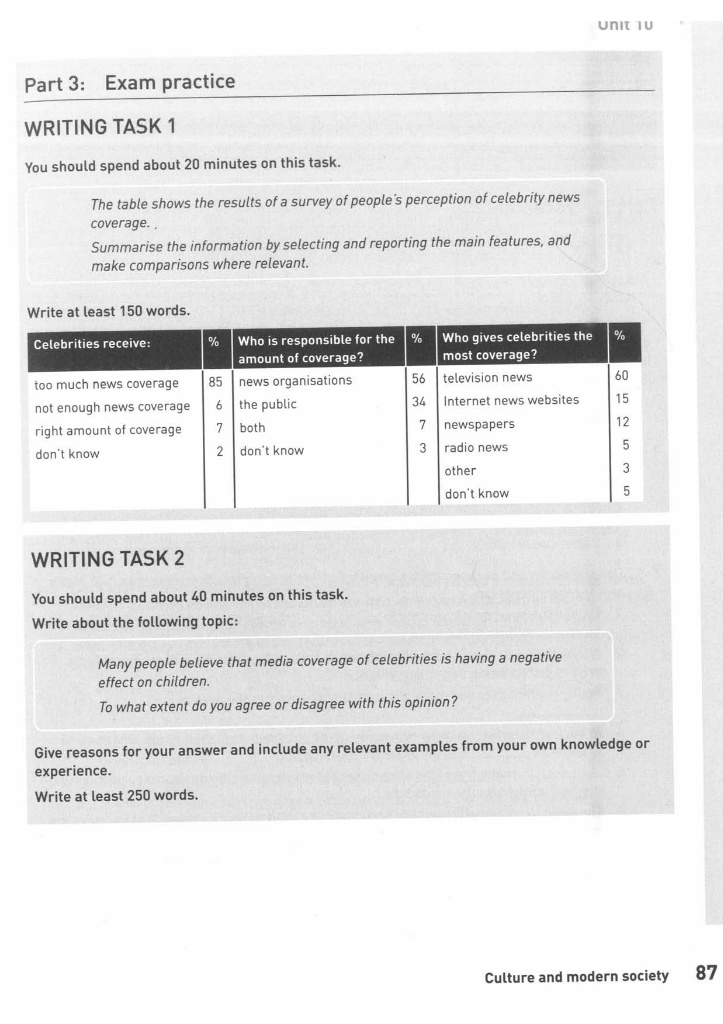 Unit 10
Part 3: Exam practice
WRITING TASK 1
You should spend about 20 minutes on this task.
The table shows the results of a survey of people's perception of celebrity news
coverage. .
Summarise the information by selecting and reporting the main features, and
make comparisons where relevant.
Write at least 150 words.
Celebrities receive: % Who is responsible for the % Who gives celebrities the %
amount of coverage? most coverage?
too much news coverage 85 news organisations 56 television news 60
not enough news coverage 6 the public 34 Internet news websites 15
right amount of coverage 7 both 7 newspapers 12
don't know 2 don't know 3 radio news 5
other 3
don't know 5
WRITING TASK 2
You should spend about 40 minutes on this task.
Write about the following topic:
Many people believe that media coverage of celebrities is having a negative
effect on children.
To what extent do you agree or disagree with this opinion?
Give reasons for your answer and include any relevant examples from your own knowledge or
experience.
Write at least 250 words.
Culture and modern society 87